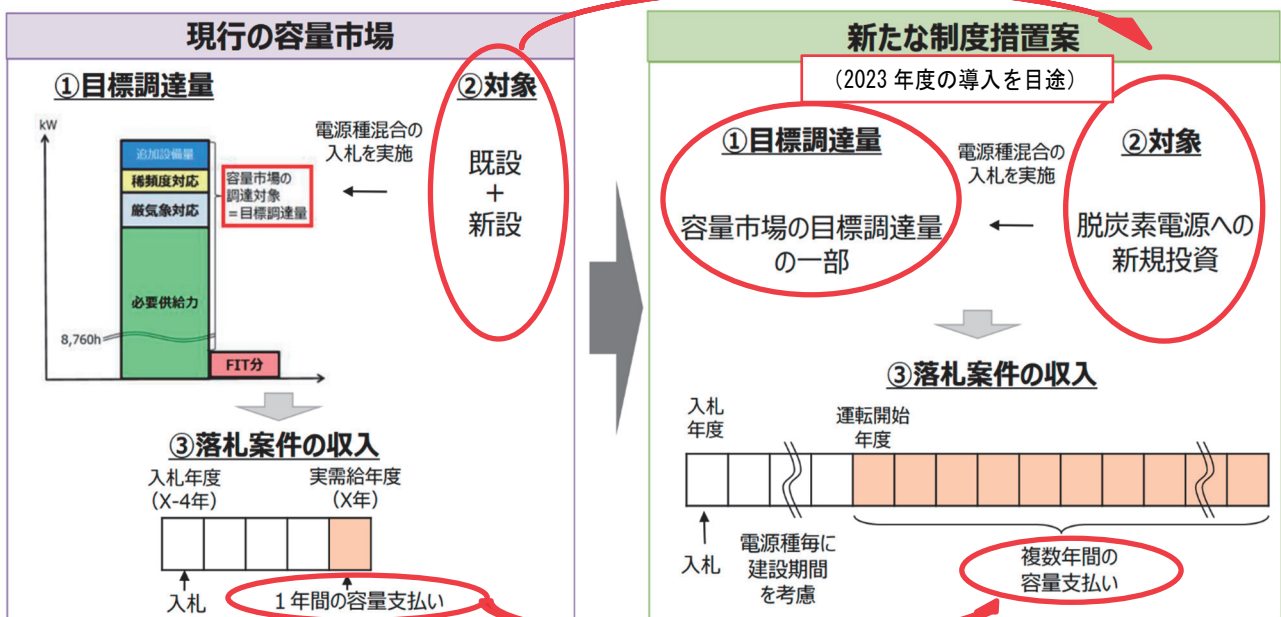 現行の容量市場
①目標調達量
②対象
kW
電源種混合の
入札を実施
追加設備量
稀頻度対応
厳気象対応
必要供給力
8,760h
FIT分
容量市場の
調達対象
=目標調達量
既設
+
新設
③落札案件の収入
入札年度
(X-4年)
実需給年度
(X年)
入札
1年間の容量支払い
新たな制度措置案
(2023年度の導入を目途)
①目標調達量
②対象
電源種混合の
入札を実施
容量市場の目標調達量
の一部
脱炭素電源への
新規投資
③落札案件の収入
入札
年度
運転開始
年度
入札
電源種毎に
建設期間
を考慮
複数年間の
容量支払い